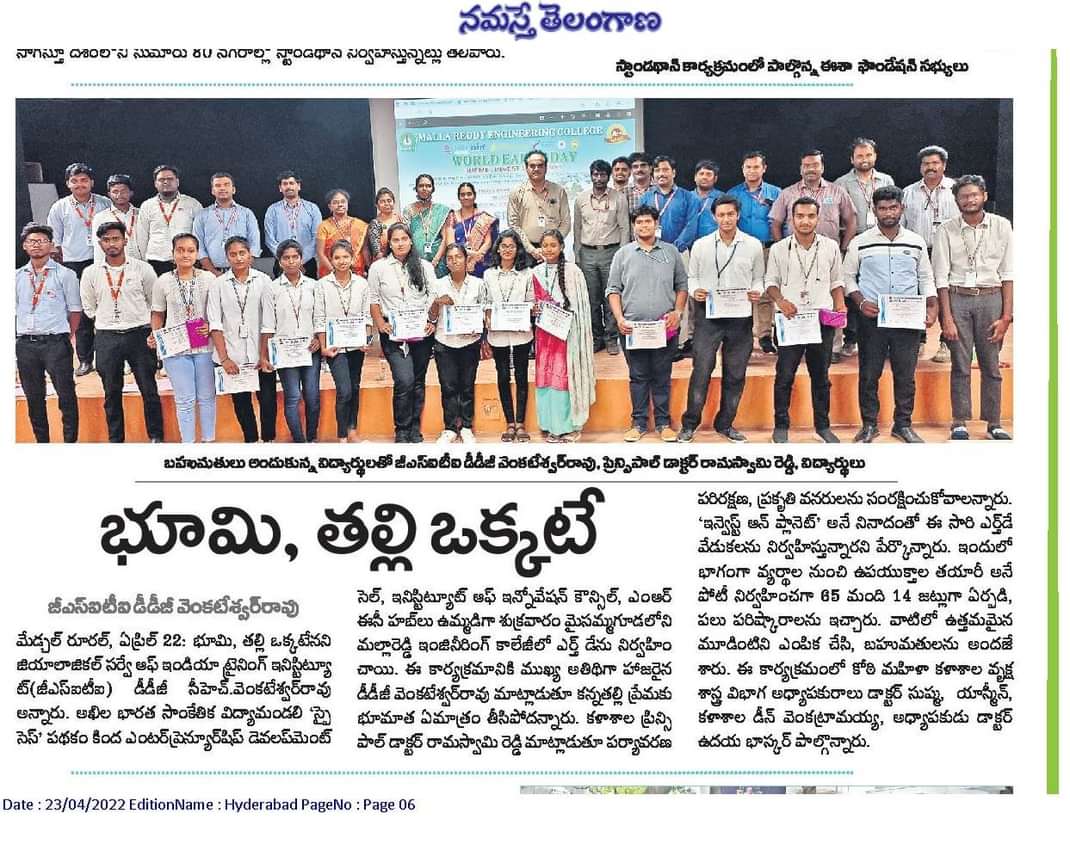 నమస్తే తెలంగాణ
స్టాండథాన్ కార్యక్రమంలో పాల్గొన్న ఈశా ఫౌండేషన్ సభ్యులు
MALLA REDDY ENGINEERING COLLEGE
WORLD EARTH DAY
బహుమతులు అందుకున్న విద్యార్థులతో జీఎస్ఐటీఐ డీడీజీ వెంకటేశ్వర్‌రావు, ప్రిన్సిపాల్ డాక్టర్ రామస్వామి రెడ్డి, విద్యార్థులు
భూమి, తల్లి ఒక్కటే
జీఎస్ఐటీఐ డీడీజీ వెంకటేశ్వర్‌రావు
మేడ్చల్ రూరల్, ఏప్రిల్ 22: భూమి, తల్లి ఒక్కటేనని
జియాలాజికల్ సర్వే ఆఫ్ ఇండియా ట్రైనింగ్ ఇనిస్టిట్యూ
ట్(జీఎస్ఐటీఐ) డీడీజీ సీహెచ్.వెంకటేశ్వర్‌రావు
అన్నారు. అఖిల భారత సాంకేతిక విద్యామండలి ‘స్పై
సెస్’ పథకం కింద ఎంటర్‌ప్రెన్యూర్‌షిప్ డెవలప్‌మెంట్
సెల్, ఇనిస్టిట్యూట్ ఆఫ్ ఇన్నోవేషన్ కౌన్సిల్, ఎంఆర్
ఈసీ హబ్‌లు ఉమ్మడిగా శుక్రవారం మైసమ్మగూడలోని
మల్లారెడ్డి ఇంజినీరింగ్ కాలేజీలో ఎర్త్ డేను నిర్వహిం
చాయి. ఈ కార్యక్రమానికి ముఖ్య అతిథిగా హాజరైన
డీడీజీ వెంకటేశ్వర్‌రావు మాట్లాడుతూ కన్నతల్లి ప్రేమకు
భూమాత ఏమాత్రం తీసిపోదన్నారు. కళాశాల ప్రిన్సి
పాల్ డాక్టర్ రామస్వామి రెడ్డి మాట్లాడుతూ పర్యావరణ
పరిరక్షణ, ప్రకృతి వనరులను సంరక్షించుకోవాలన్నారు.
‘ఇన్వెస్ట్ ఆన్ ప్లానెట్’ అనే నినాదంతో ఈ సారి ఎర్త్‌డే
వేడుకలను నిర్వహిస్తున్నారని పేర్కొన్నారు. ఇందులో
భాగంగా వ్యర్థాల నుంచి ఉపయుక్తాల తయారీ అనే
పోటీ నిర్వహించగా 65 మంది 14 జట్లుగా ఏర్పడి,
పలు పరిష్కారాలను ఇచ్చారు. వాటిలో ఉత్తమమైన
మూడింటిని ఎంపిక చేసి, బహుమతులను అందజే
శారు. ఈ కార్యక్రమంలో కోఠి మహిళా కళాశాల వృక్ష
శాస్త్ర విభాగ అధ్యాపకురాలు డాక్టర్ సుష్మ, యాస్మీన్,
కళాశాల డీన్ వెంకట్రామయ్య, అధ్యాపకుడు డాక్టర్
ఉదయ భాస్కర్ పాల్గొన్నారు.
Date : 23/04/2022 EditionName : Hyderabad PageNo : Page 06